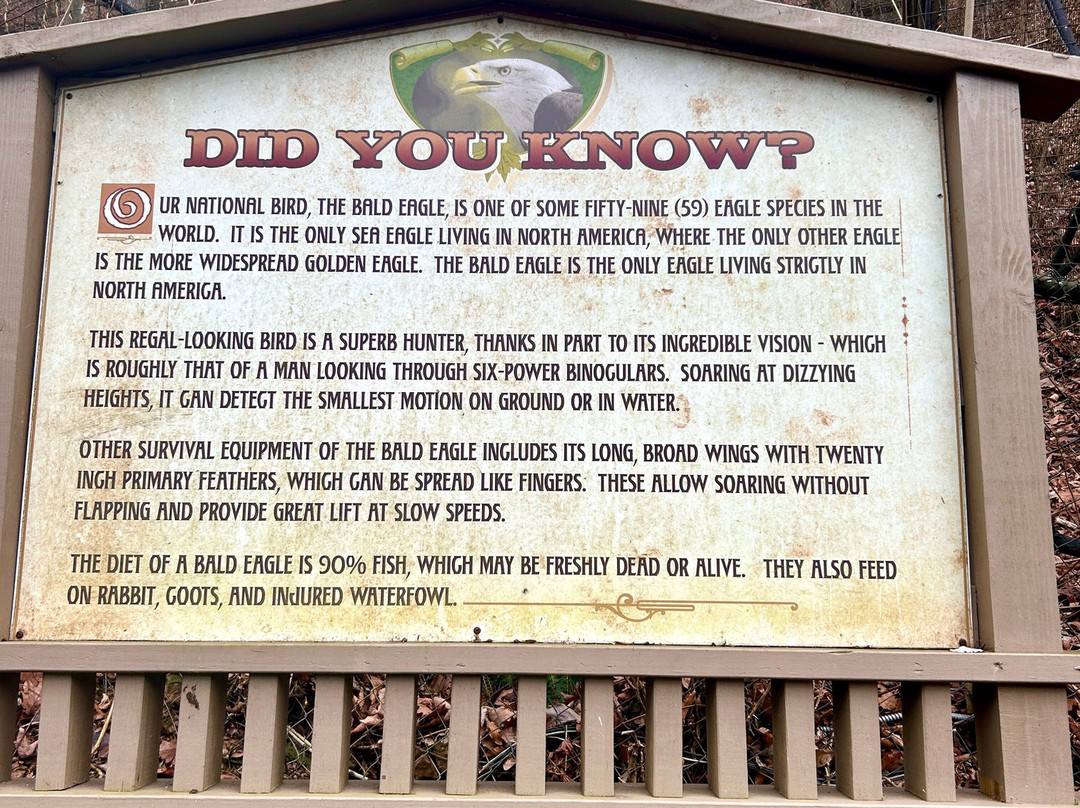 DID YOU KNOW?
OUR NATIONAL BIRD, THE BALD EAGLE, IS ONE OF SOME FIFTY-NINE (59) EAGLE SPECIES IN THE
WORLD. IT IS THE ONLY SEA EAGLE LIVING IN NORTH AMERICA, WHERE THE ONLY OTHER EAGLE
IS THE MORE WIDESPREAD GOLDEN EAGLE. THE BALD EAGLE IS THE ONLY EAGLE LIVING STRICTLY IN
NORTH AMERICA.
THIS REGAL-LOOKING BIRD IS A SUPERB HUNTER, THANKS IN PART TO ITS INCREDIBLE VISION - WHICH
IS ROUGHLY THAT OF A MAN LOOKING THROUGH SIX-POWER BINOCULARS. SOARING AT DIZZYING
HEIGHTS, IT CAN DETECT THE SMALLEST MOTION ON GROUND OR IN WATER.
OTHER SURVIVAL EQUIPMENT OF THE BALD EAGLE INCLUDES ITS LONG, BROAD WINGS WITH TWENTY
INCH PRIMARY FEATHERS, WHICH CAN BE SPREAD LIKE FINGERS. THESE ALLOW SOARING WITHOUT
FLAPPING AND PROVIDE GREAT LIFT AT SLOW SPEEDS.
THE DIET OF A BALD EAGLE IS 90% FISH, WHICH MAY BE FRESHLY DEAD OR ALIVE. THEY ALSO FEED
ON RABBIT, COOTS, AND INJURED WATERFOWL.